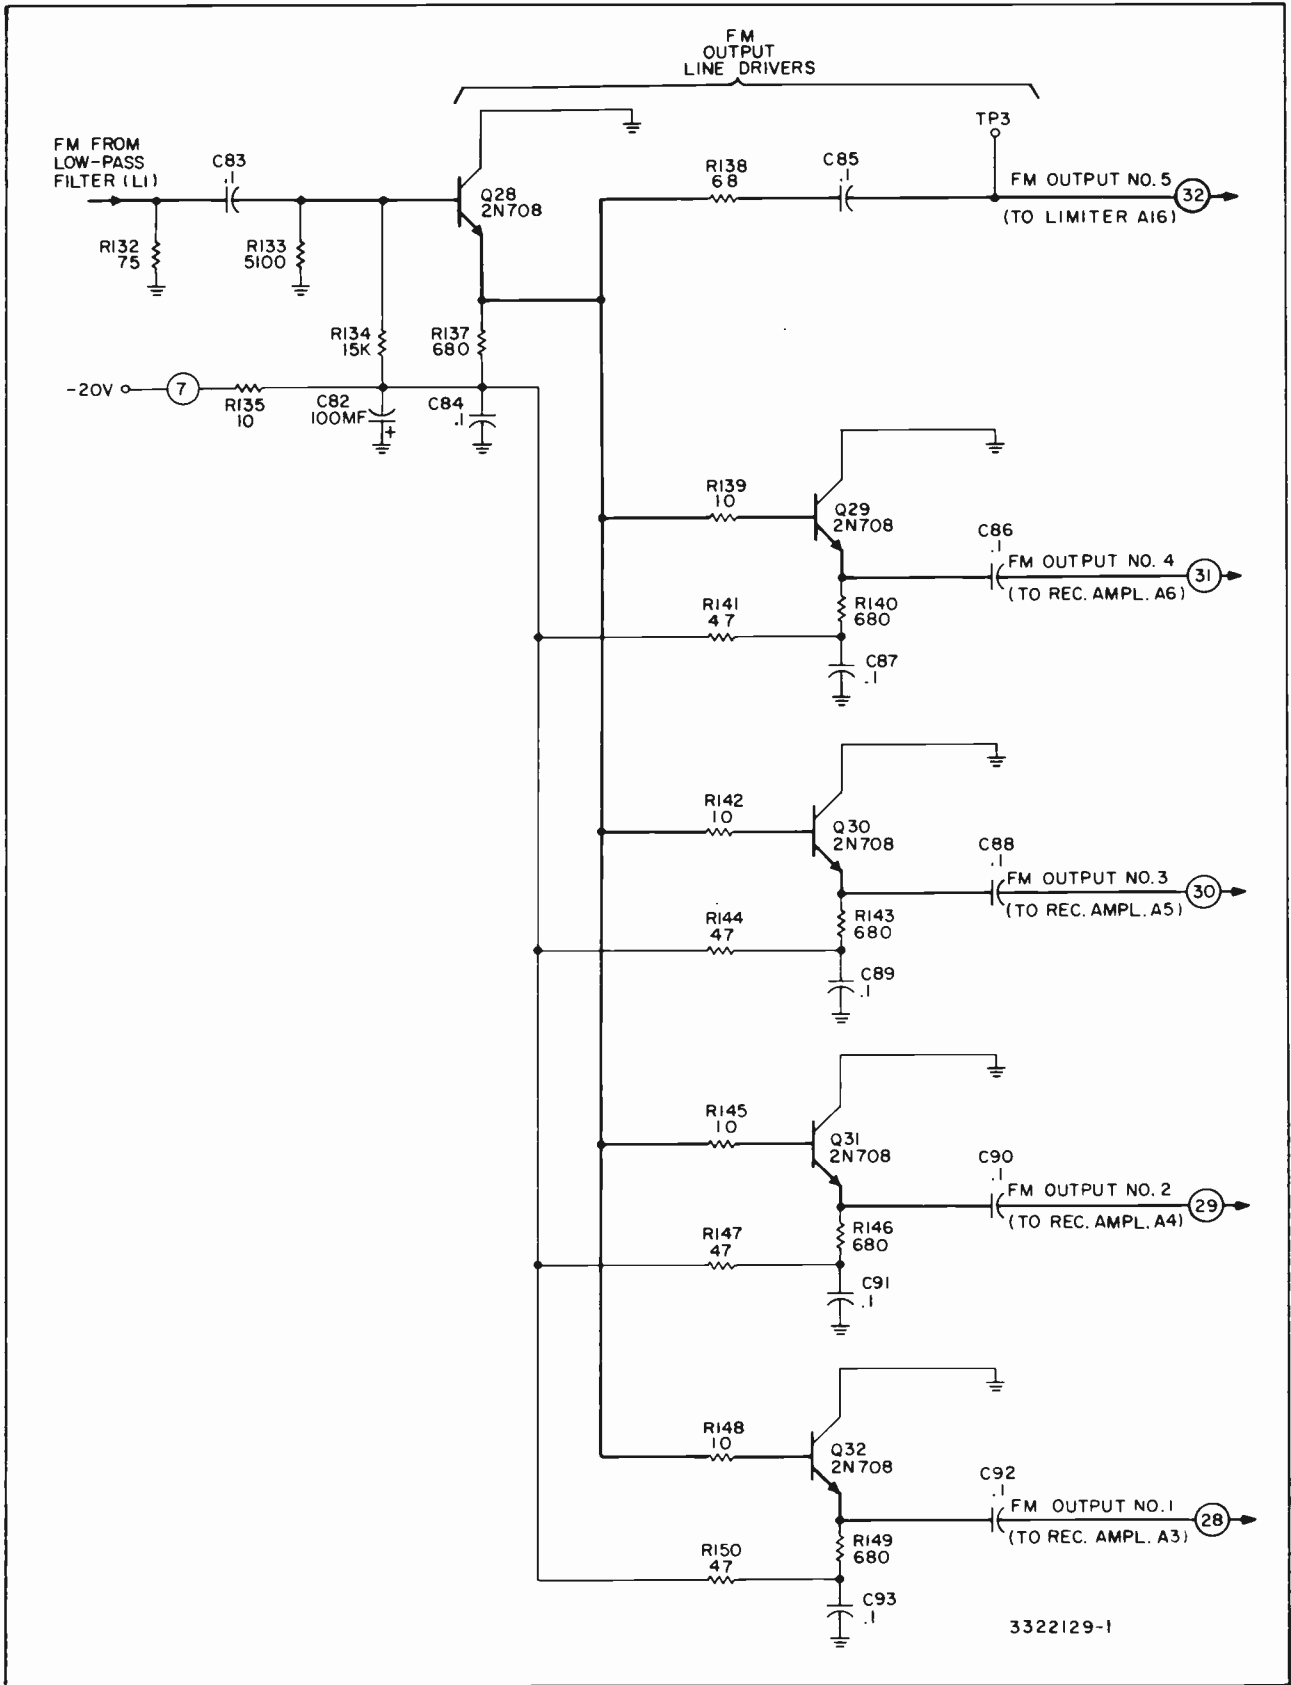 FM
OUTPUT
LINE DRIVERS
TP3
FM FROM
LOW-PASS
FILTER (L1)
C83
.1
R138
68
C85
.1
FM OUTPUT NO. 5
32
(TO LIMITER A16)
Q28
2N708
R132
75
R133
5100
R134
15K
R137
680
-20V
7
R135
10
C82
100MF
+
C84
.1
R139
10
Q29
2N708
C86
.1
FM OUTPUT NO. 4
31
(TO REC. AMPL. A6)
R141
47
R140
680
C87
.1
R142
10
Q30
2N708
C88
.1
FM OUTPUT NO. 3
30
(TO REC. AMPL. A5)
R144
47
R143
680
C89
.1
R145
10
Q31
2N708
C90
.1
FM OUTPUT NO. 2
29
(TO REC. AMPL. A4)
R147
47
R146
680
C91
.1
R148
10
Q32
2N708
C92
.1
FM OUTPUT NO. 1
28
(TO REC. AMPL. A3)
R150
47
R149
680
C93
.1
3322129-1